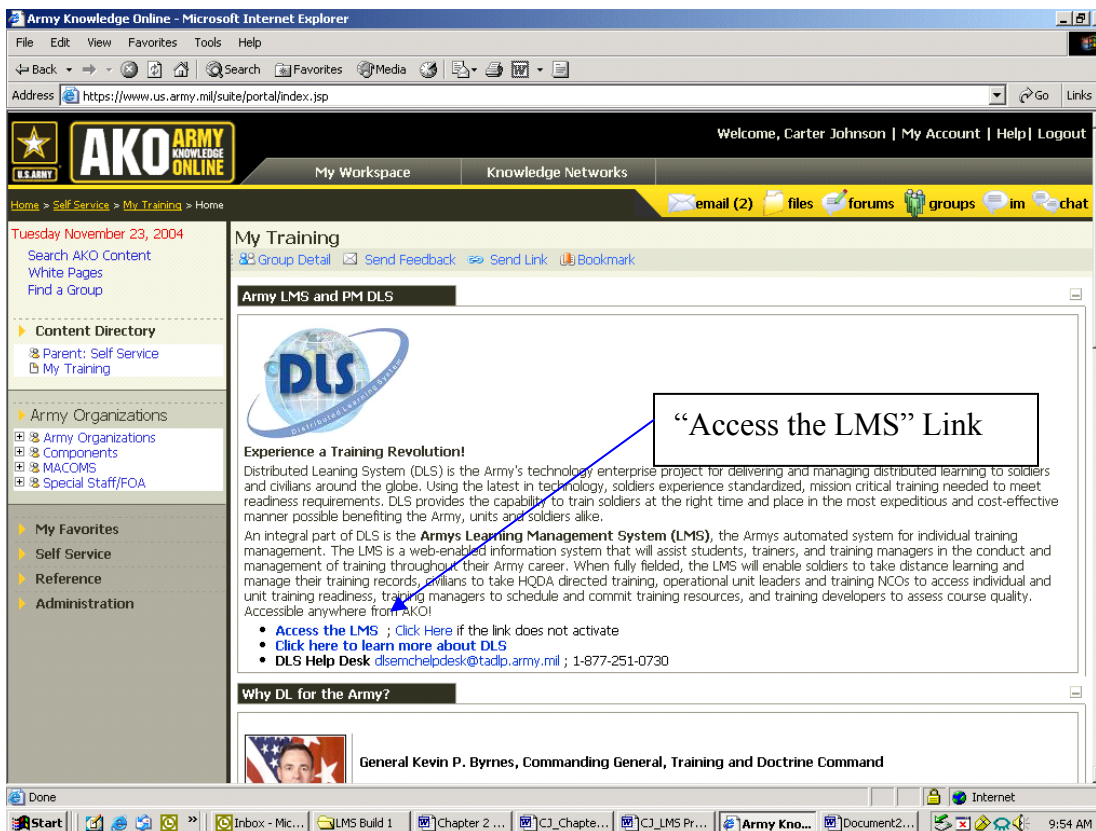 Army Knowledge Online - Microsoft Internet Explorer
File Edit View Favorites Tools Help
Back Search Favorites Media
Address https://www.us.army.mil/suite/portal/index.jsp Go Links
U.S.ARMY AKO ARMY KNOWLEDGE ONLINE
Welcome, Carter Johnson | My Account | Help| Logout
My Workspace Knowledge Networks
Home > Self Service > My Training > Home
email (2) files forums groups im chat
Tuesday November 23, 2004
Search AKO Content
White Pages
Find a Group
Content Directory
Parent: Self Service
My Training
Army Organizations
Army Organizations
Components
MACOMS
Special Staff/FOA
My Favorites
Self Service
Reference
Administration
My Training
Group Detail Send Feedback Send Link Bookmark
Army LMS and PM DLS
DLS
Distributed Learning System
“Access the LMS” Link
Experience a Training Revolution!
Distributed Leaning System (DLS) is the Army's technology enterprise project for delivering and managing distributed learning to soldiers
and civilians around the globe. Using the latest in technology, soldiers experience standardized, mission critical training needed to meet
readiness requirements. DLS provides the capability to train soldiers at the right time and place in the most expeditious and cost-effective
manner possible benefiting the Army, units and soldiers alike.
An integral part of DLS is the Armys Learning Management System (LMS), the Armys automated system for individual training
management. The LMS is a web-enabled information system that will assist students, trainers, and training managers in the conduct and
management of training throughout their Army career. When fully fielded, the LMS will enable soldiers to take distance learning and
manage their training records, civilians to take HQDA directed training, operational unit leaders and training NCOs to access individual and
unit training readiness, training managers to schedule and commit training resources, and training developers to assess course quality.
Accessible anywhere from AKO!
• Access the LMS ; Click Here if the link does not activate
• Click here to learn more about DLS
• DLS Help Desk dlsemchelpdesk@tadlp.army.mil ; 1-877-251-0730
Why DL for the Army?
General Kevin P. Byrnes, Commanding General, Training and Doctrine Command
Done Internet
Start » Inbox - Mic... LMS Build 1 Chapter 2 ... CJ_Chapte... CJ_LMS Pr... Army Kno... Document2... 9:54 AM